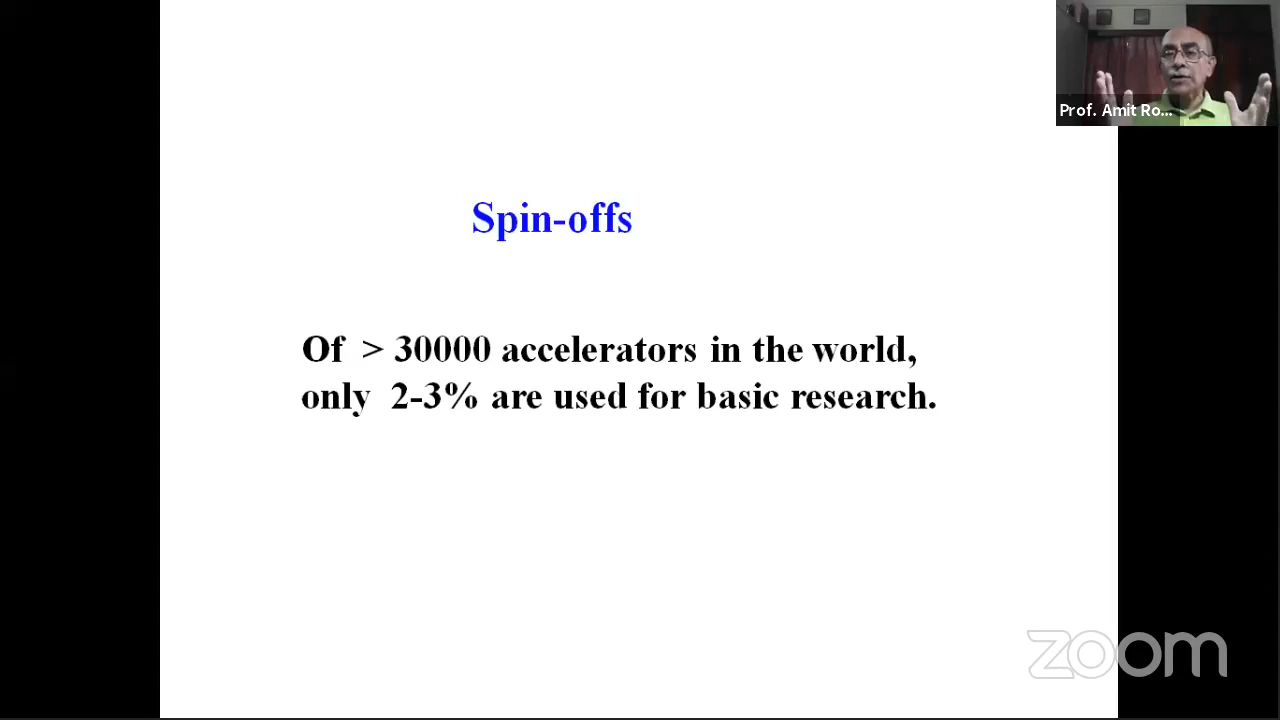 Prof. Amit Ro...
Spin-offs
Of > 30000 accelerators in the world,
only 2-3% are used for basic research.
zoom